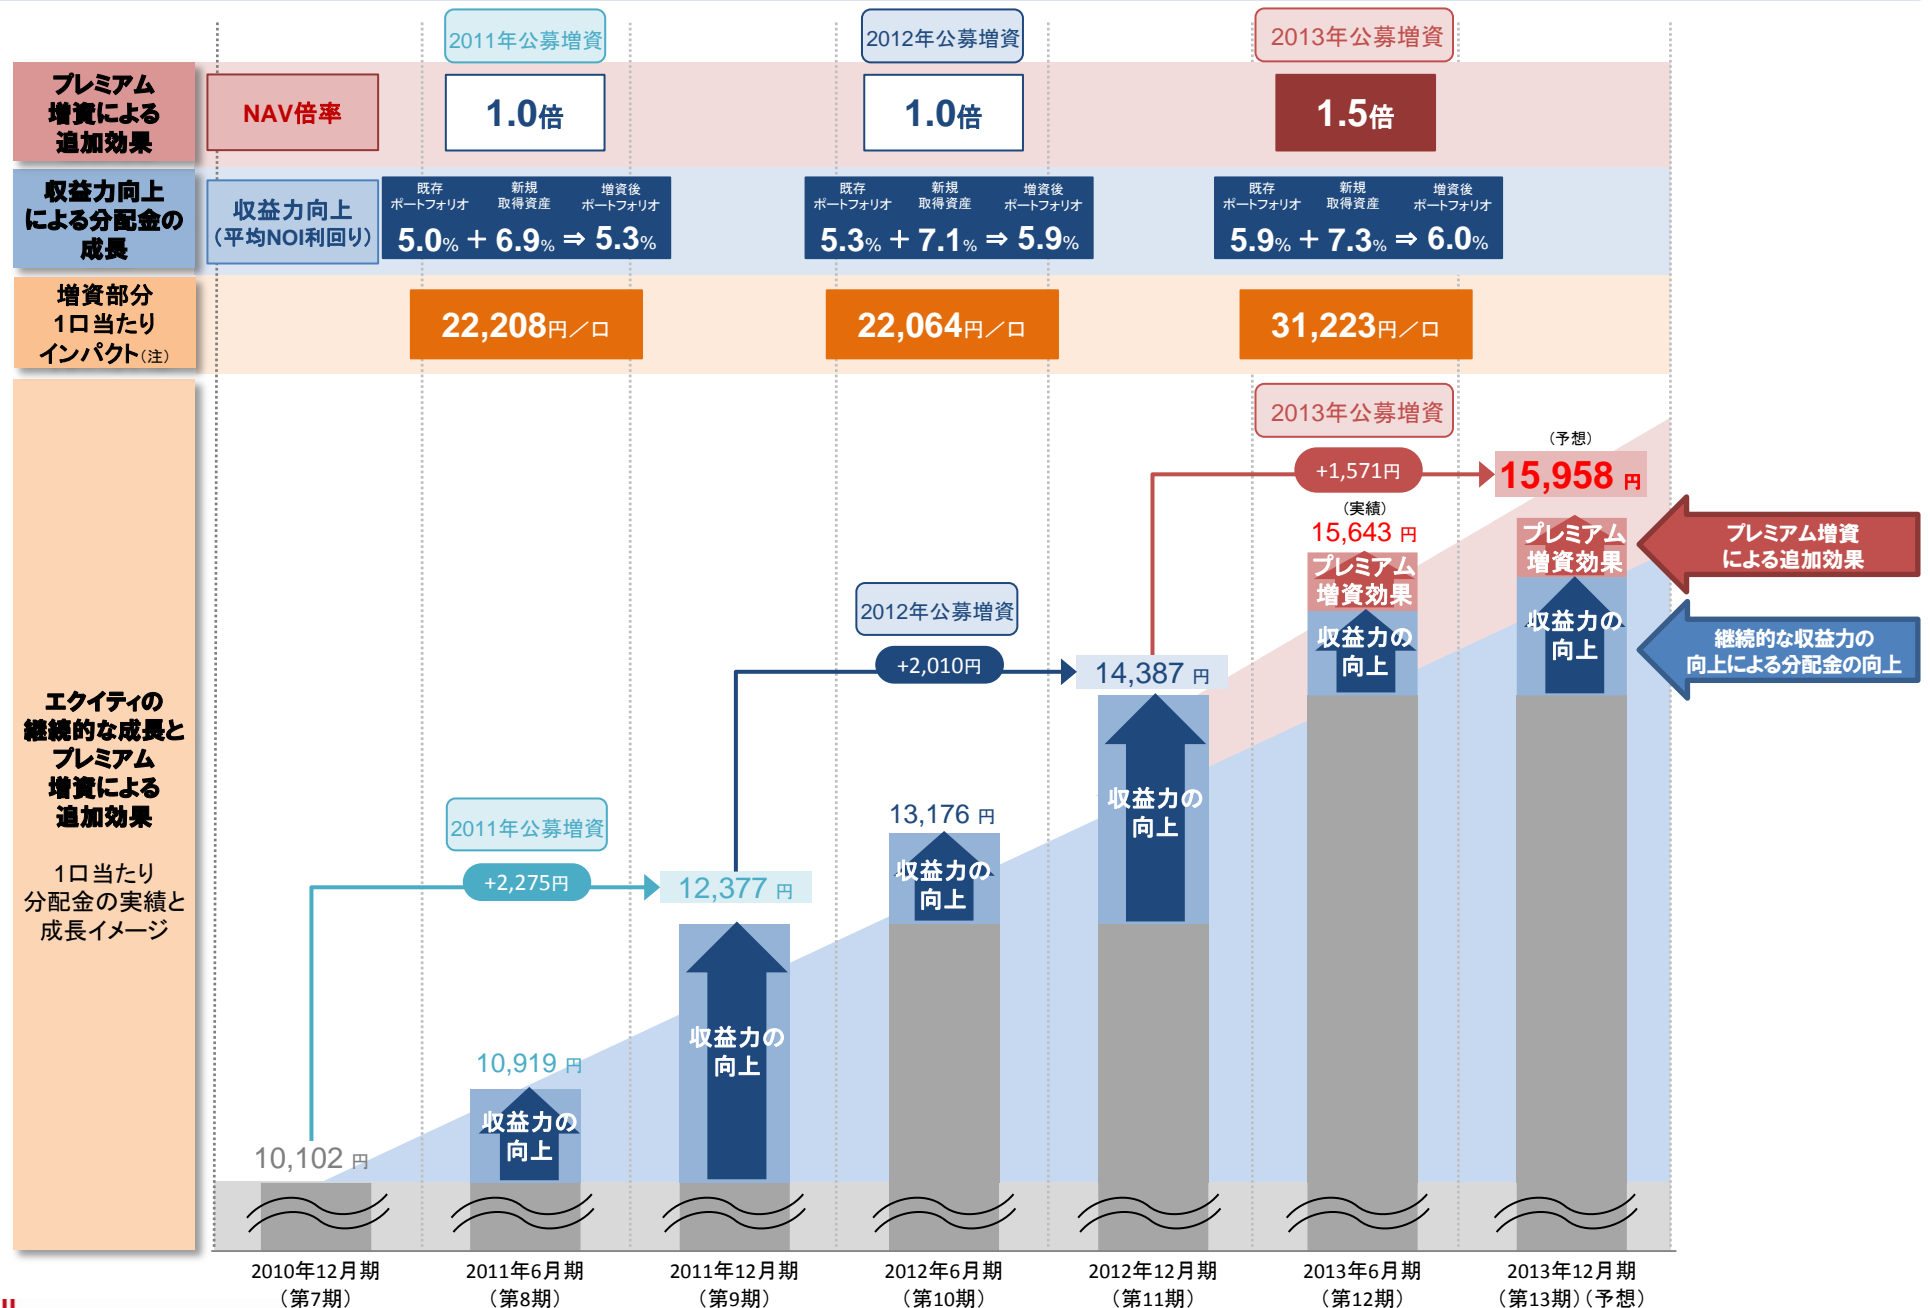 2011年公募増資
2012年公募増資
2013年公募増資
プレミアム
増資による
追加効果
NAV倍率
1.0倍
1.0倍
1.5倍
収益力向上
による分配金の
成長
収益力向上
（平均NOI利回り）
既存
ポートフォリオ
新規
取得資産
増資後
ポートフォリオ
5.0% + 6.9% ⇒ 5.3%
既存
ポートフォリオ
新規
取得資産
増資後
ポートフォリオ
5.3% + 7.1% ⇒ 5.9%
既存
ポートフォリオ
新規
取得資産
増資後
ポートフォリオ
5.9% + 7.3% ⇒ 6.0%
増資部分
1口当たり
インパクト（注）
22,208円／口
22,064円／口
31,223円／口
エクイティの
継続的な成長と
プレミアム
増資による
追加効果
1口当たり
分配金の実績と
成長イメージ
2013年公募増資
+1,571円
（予想）
15,958 円
（実績）
15,643 円
プレミアム
増資効果
収益力の
向上
プレミアム
増資効果
収益力の
向上
プレミアム増資
による追加効果
継続的な収益力の
向上による分配金の向上
2012年公募増資
+2,010円
14,387 円
収益力の
向上
13,176 円
収益力の
向上
2011年公募増資
+2,275円
12,377 円
収益力の
向上
10,919 円
収益力の
向上
10,102 円
2010年12月期
（第7期）
2011年6月期
（第8期）
2011年12月期
（第9期）
2012年6月期
（第10期）
2012年12月期
（第11期）
2013年6月期
（第12期）
2013年12月期
（第13期）（予想）